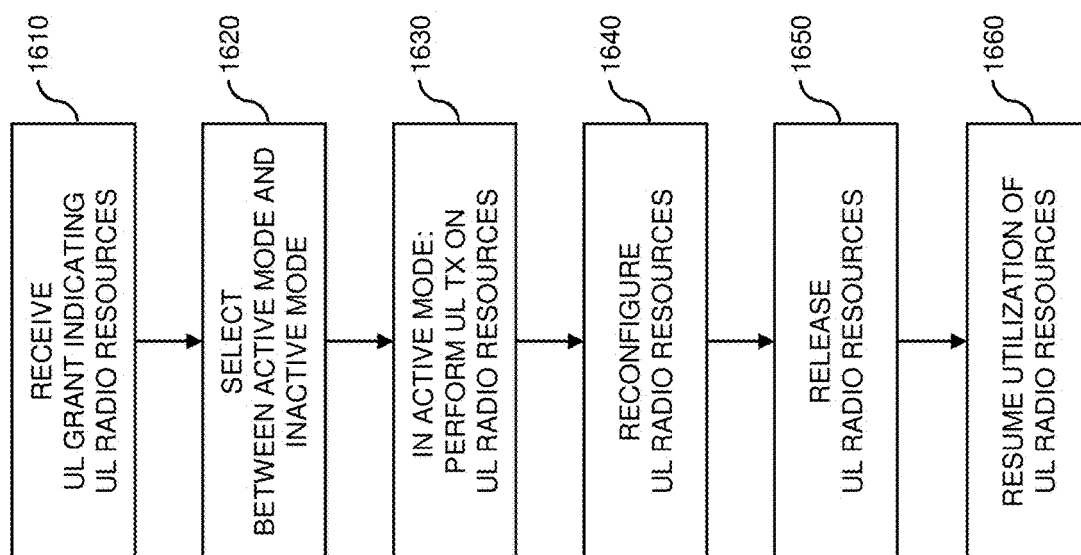 1610
RECEIVE
UL GRANT INDICATING
UL RADIO RESOURCES
1620
SELECT
BETWEEN ACTIVE MODE AND
INACTIVE MODE
1630
IN ACTIVE MODE:
PERFORM UL TX ON
UL RADIO RESOURCES
1640
RECONFIGURE
UL RADIO RESOURCES
1650
RELEASE
UL RADIO RESOURCES
1660
RESUME UTILIZATION OF
UL RADIO RESOURCES